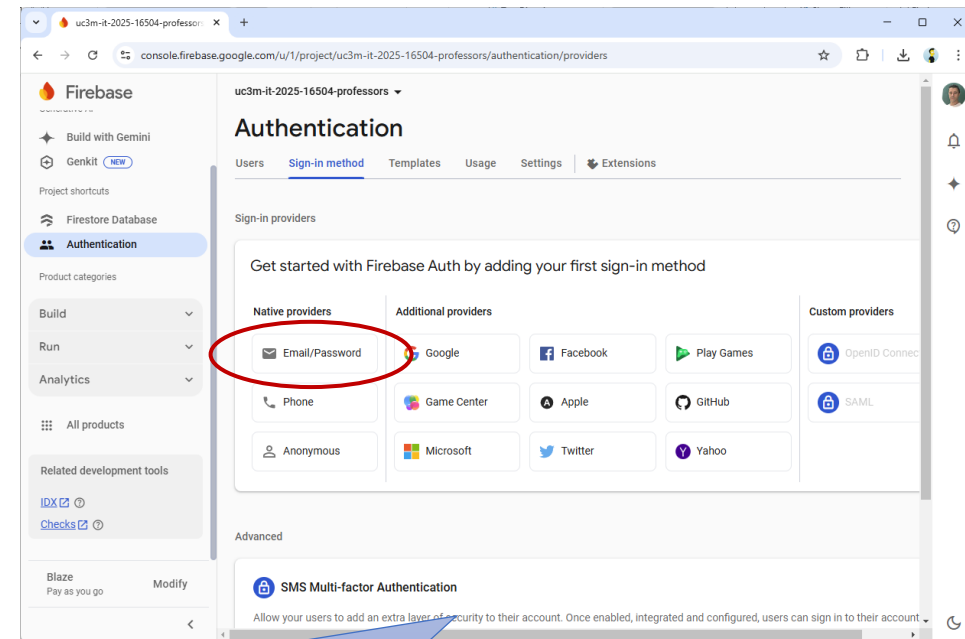 uc3m-it-2025-16504-professors
console.firebase.google.com/u/1/project/uc3m-it-2025-16504-professors/authentication/providers
Firebase
uc3m-it-2025-16504-professors
Authentication
Build with Gemini
Genkit NEW
Project shortcuts
Firestore Database
Authentication
Product categories
Build
Run
Analytics
All products
Related development tools
IDX
Checks
Blaze
Pay as you go
Modify
Users Sign-in method Templates Usage Settings Extensions
Sign-in providers
Get started with Firebase Auth by adding your first sign-in method
Native providers Additional providers Custom providers
Email/Password Google Facebook Play Games OpenID Connec
Phone Game Center Apple GitHub SAML
Anonymous Microsoft Twitter Yahoo
Advanced
SMS Multi-factor Authentication
Allow your users to add an extra layer of security to their account. Once enabled, integrated and configured, users can sign in to their account